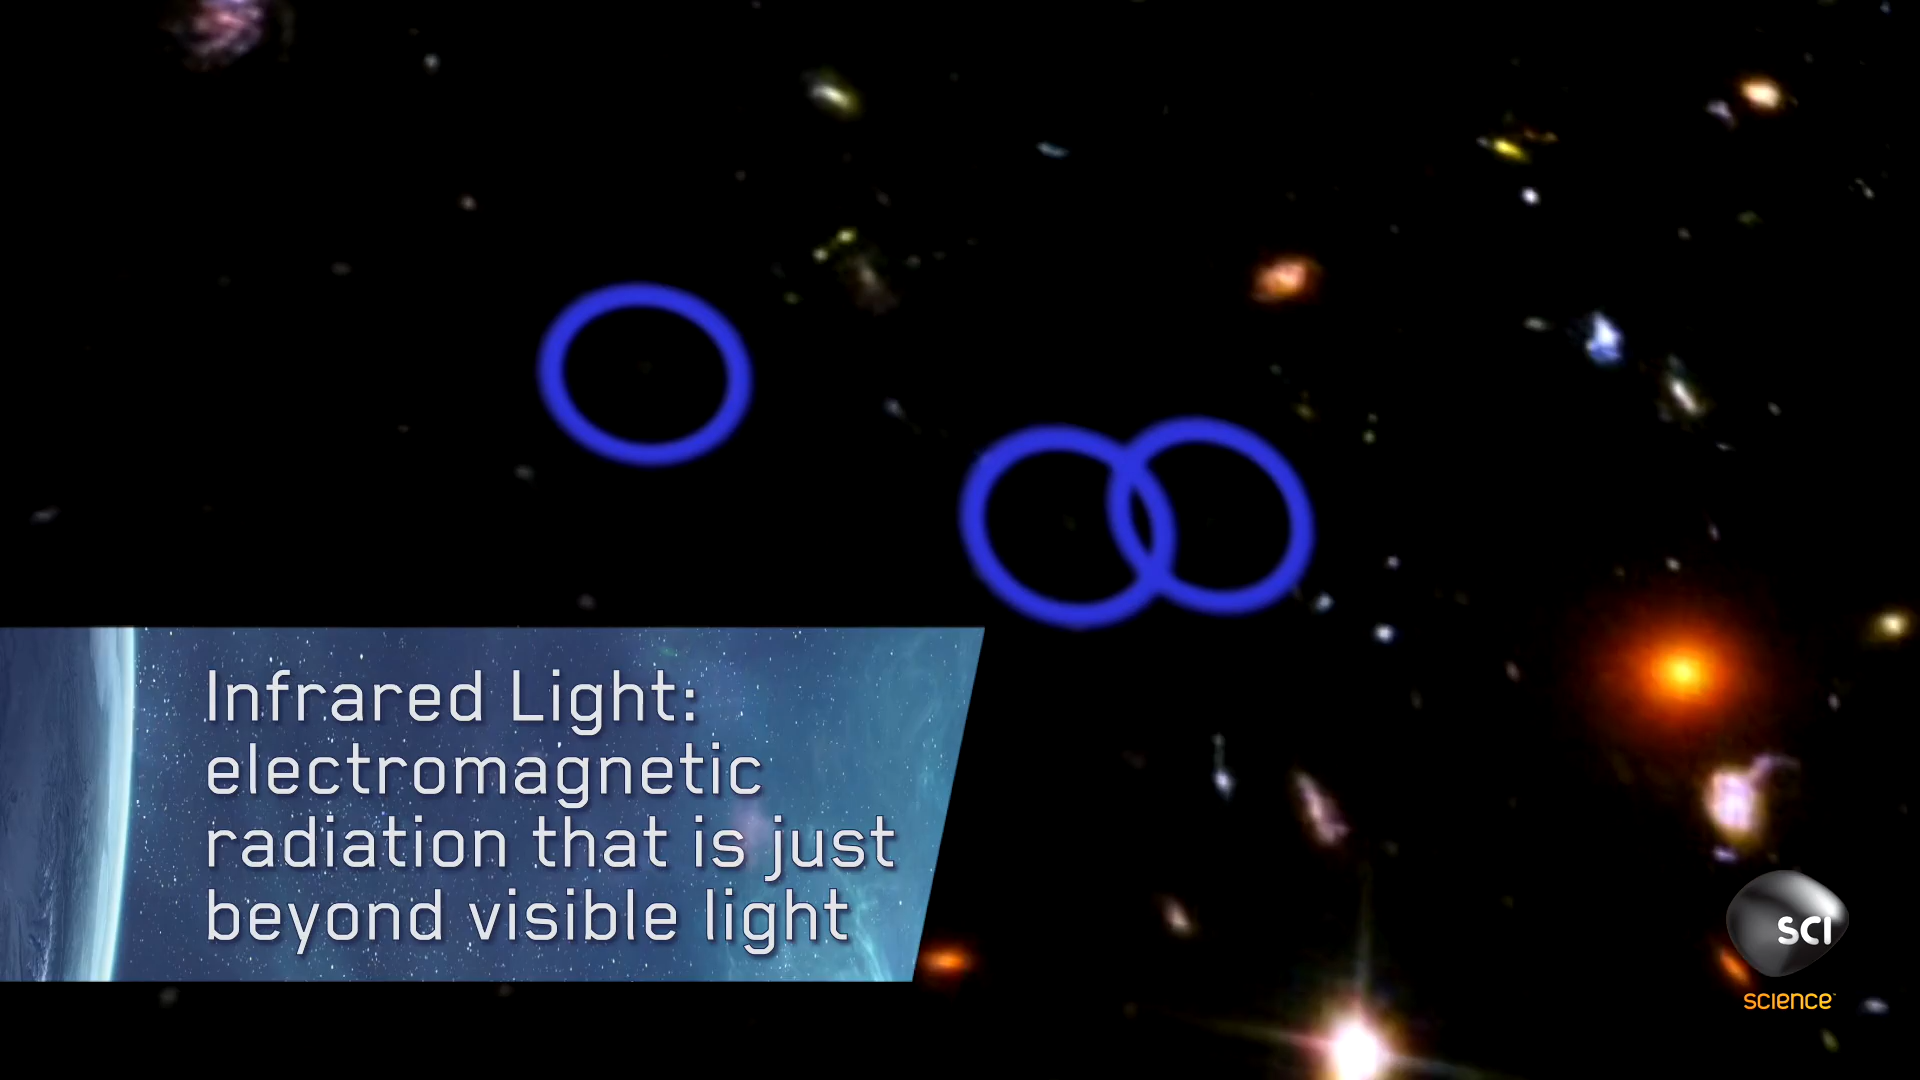 Infrared Light:
electromagnetic
radiation that is just
beyond visible light
SCI
SCIENCE